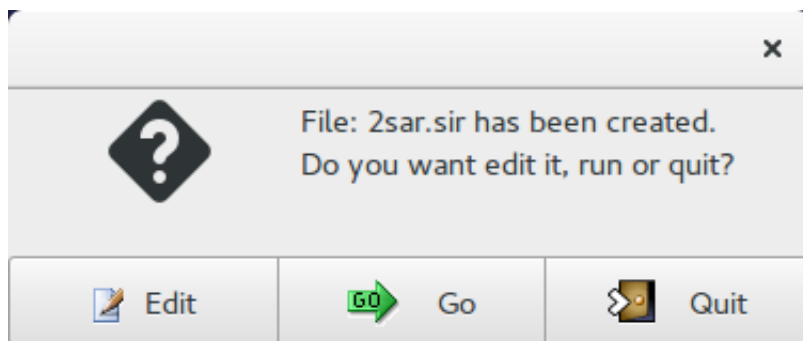 File: 2sar.sir has been created.
Do you want edit it, run or quit?
Edit
GO
Go
Quit